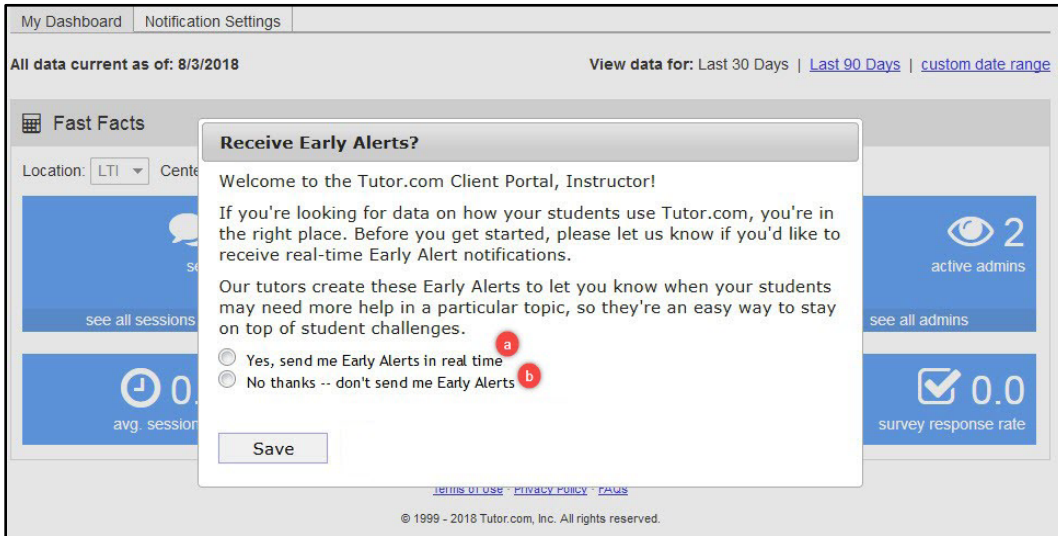 My Dashboard Notification Settings
All data current as of: 8/3/2018 View data for: Last 30 Days | Last 90 Days | custom date range
Fast Facts
Location: LTI
Receive Early Alerts?
Welcome to the Tutor.com Client Portal, Instructor!
If you're looking for data on how your students use Tutor.com, you're in
the right place. Before you get started, please let us know if you'd like to
receive real-time Early Alert notifications.
Our tutors create these Early Alerts to let you know when your students
may need more help in a particular topic, so they're an easy way to stay
on top of student challenges.
a
Yes, send me Early Alerts in real time
No thanks -- don't send me Early Alerts b
Save
see all sessions
avg. session
2
active admins
see all admins
0.0
survey response rate
Terms of Use - Privacy Policy - FAQs
© 1999 - 2018 Tutor.com, Inc. All rights reserved.